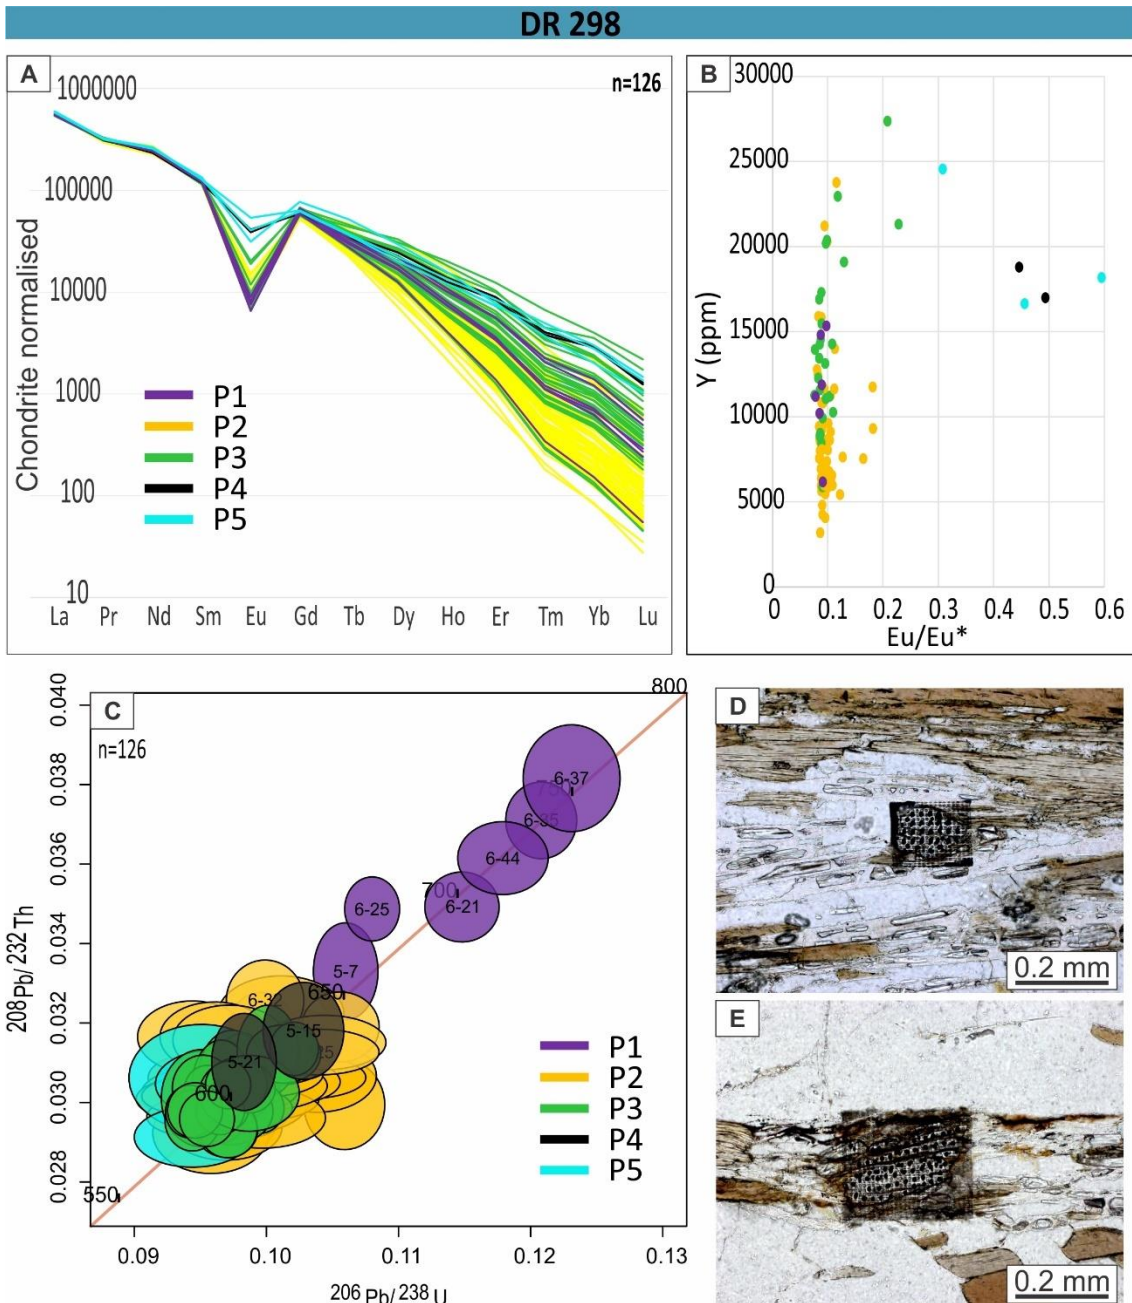 DR 298
A
n=126
1000000
100000
10000
1000
100
10
Chondrite normalised
P1
P2
P3
P4
P5
La Pr Nd Sm Eu Gd Tb Dy Ho Er Tm Yb Lu
B
30000
25000
20000
15000
10000
5000
0
Y (ppm)
0 0.1 0.2 0.3 0.4 0.5 0.6
Eu/Eu*
C
n=126
0.040
0.038
0.036
0.034
0.032
0.030
0.028
208Pb/232Th
800
750
6-37
6-35
6-44
700
6-21
6-25
5-7
650
5-15
5-21
600
550
P1
P2
P3
P4
P5
0.09 0.10 0.11 0.12 0.13
206Pb/238U
D
0.2 mm
E
0.2 mm